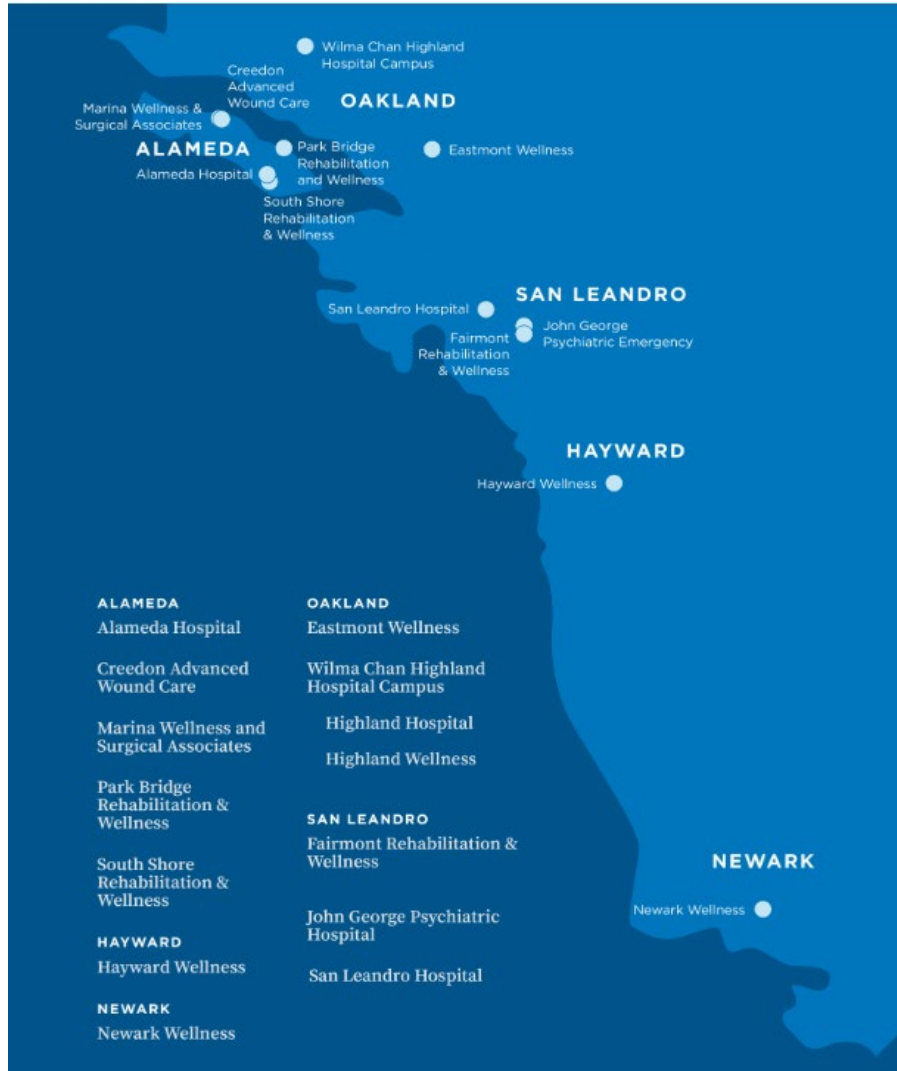 Wilma Chan Highland
Hospital Campus
Creedon
Advanced
Wound Care
OAKLAND
Marina Wellness &
Surgical Associates
ALAMEDA
Park Bridge
Rehabilitation
and Wellness
Eastmont Wellness
Alameda Hospital
South Shore
Rehabilitation
& Wellness
SAN LEANDRO
San Leandro Hospital
John George
Psychiatric Emergency
Fairmont
Rehabilitation
& Wellness
HAYWARD
Hayward Wellness
NEWARK
Newark Wellness
ALAMEDA
Alameda Hospital
Creedon Advanced
Wound Care
Marina Wellness and
Surgical Associates
Park Bridge
Rehabilitation &
Wellness
South Shore
Rehabilitation &
Wellness
HAYWARD
Hayward Wellness
NEWARK
Newark Wellness
OAKLAND
Eastmont Wellness
Wilma Chan Highland
Hospital Campus
Highland Hospital
Highland Wellness
SAN LEANDRO
Fairmont Rehabilitation &
Wellness
John George Psychiatric
Hospital
San Leandro Hospital